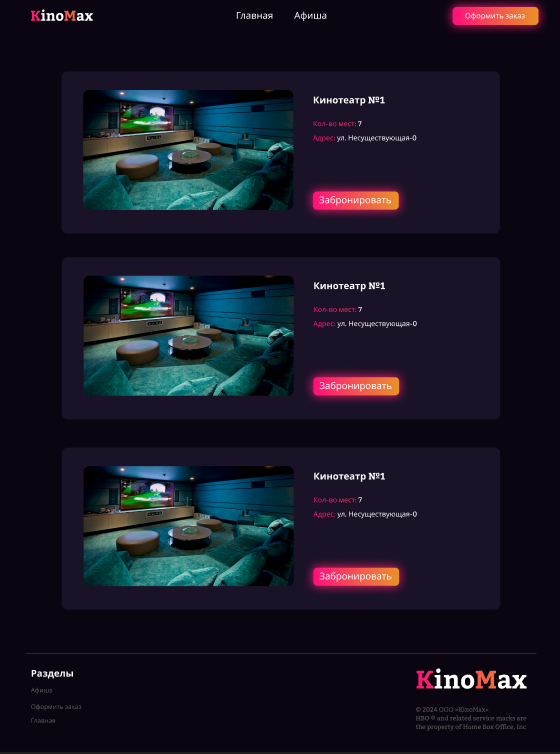 KinoMax
Главная
Афиша
Оформить заказ
Кинотеатр №1
Кол-во мест: 7
Адрес: ул. Несуществующая-0
Забронировать
Кинотеатр №1
Кол-во мест: 7
Адрес: ул. Несуществующая-0
Забронировать
Кинотеатр №1
Кол-во мест: 7
Адрес: ул. Несуществующая-0
Забронировать
Разделы
Афиша
Оформить заказ
Главная
KinoMax
© 2024 ООО «KinoMax»
HBO ® and related service marks are
the property of Home Box Office, Inc